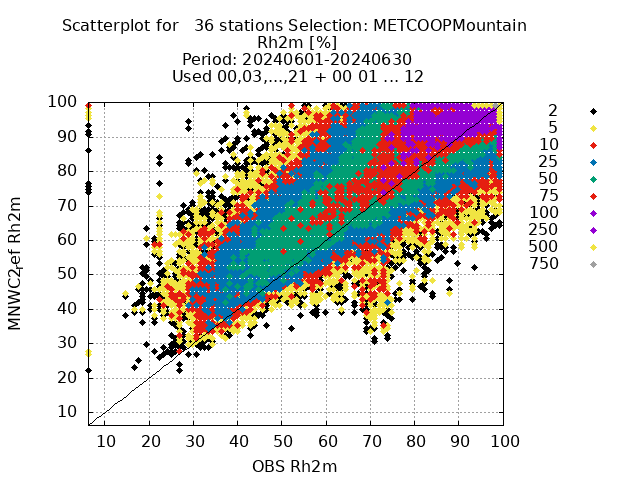 Scatterplot for   36 stations Selection: METCOOPMountain
Rh2m [%]
Period: 20240601-20240630
Used 00,03,...,21 + 00 01 ... 12
100
90
80
70
60
50
40
30
20
10
10 20 30 40 50 60 70 80 90 100
MNWC2,ef Rh2m
OBS Rh2m
2
5
10
25
50
75
100
250
500
750